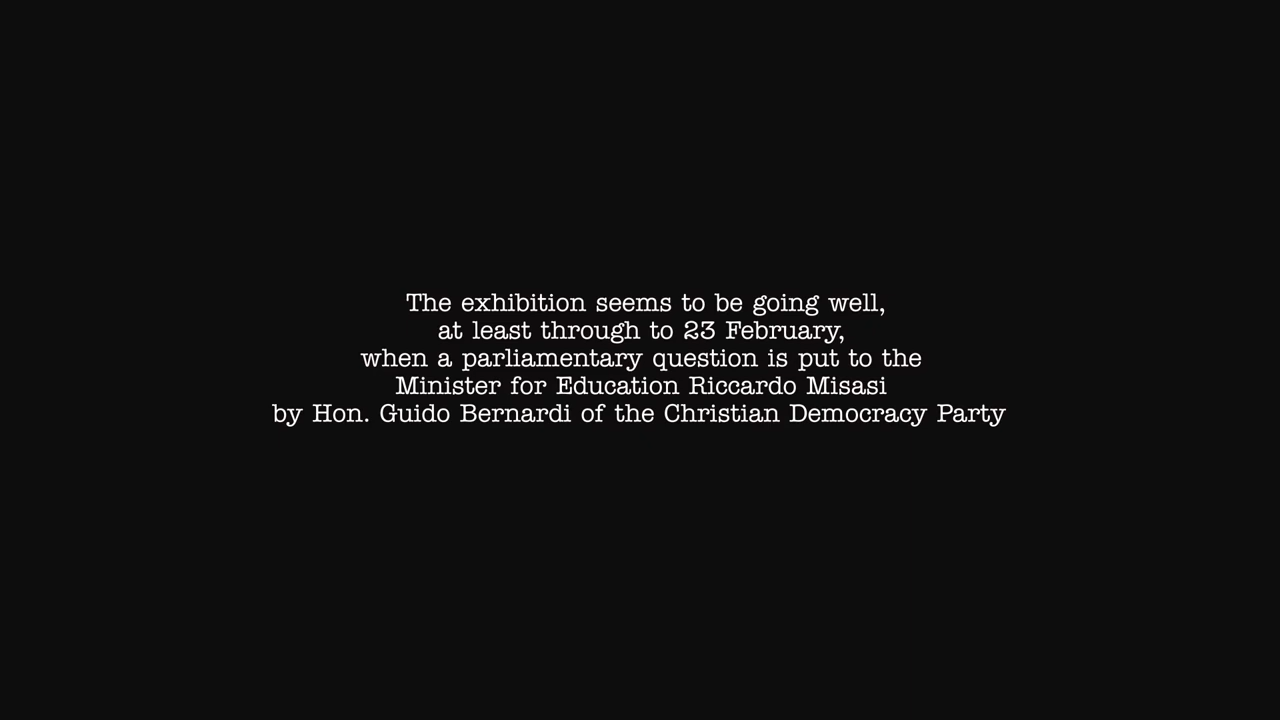 The exhibition seems to be going well,
at least through to 23 February,
when a parliamentary question is put to the
Minister for Education Riccardo Misasi
by Hon. Guido Bernardi of the Christian Democracy Party